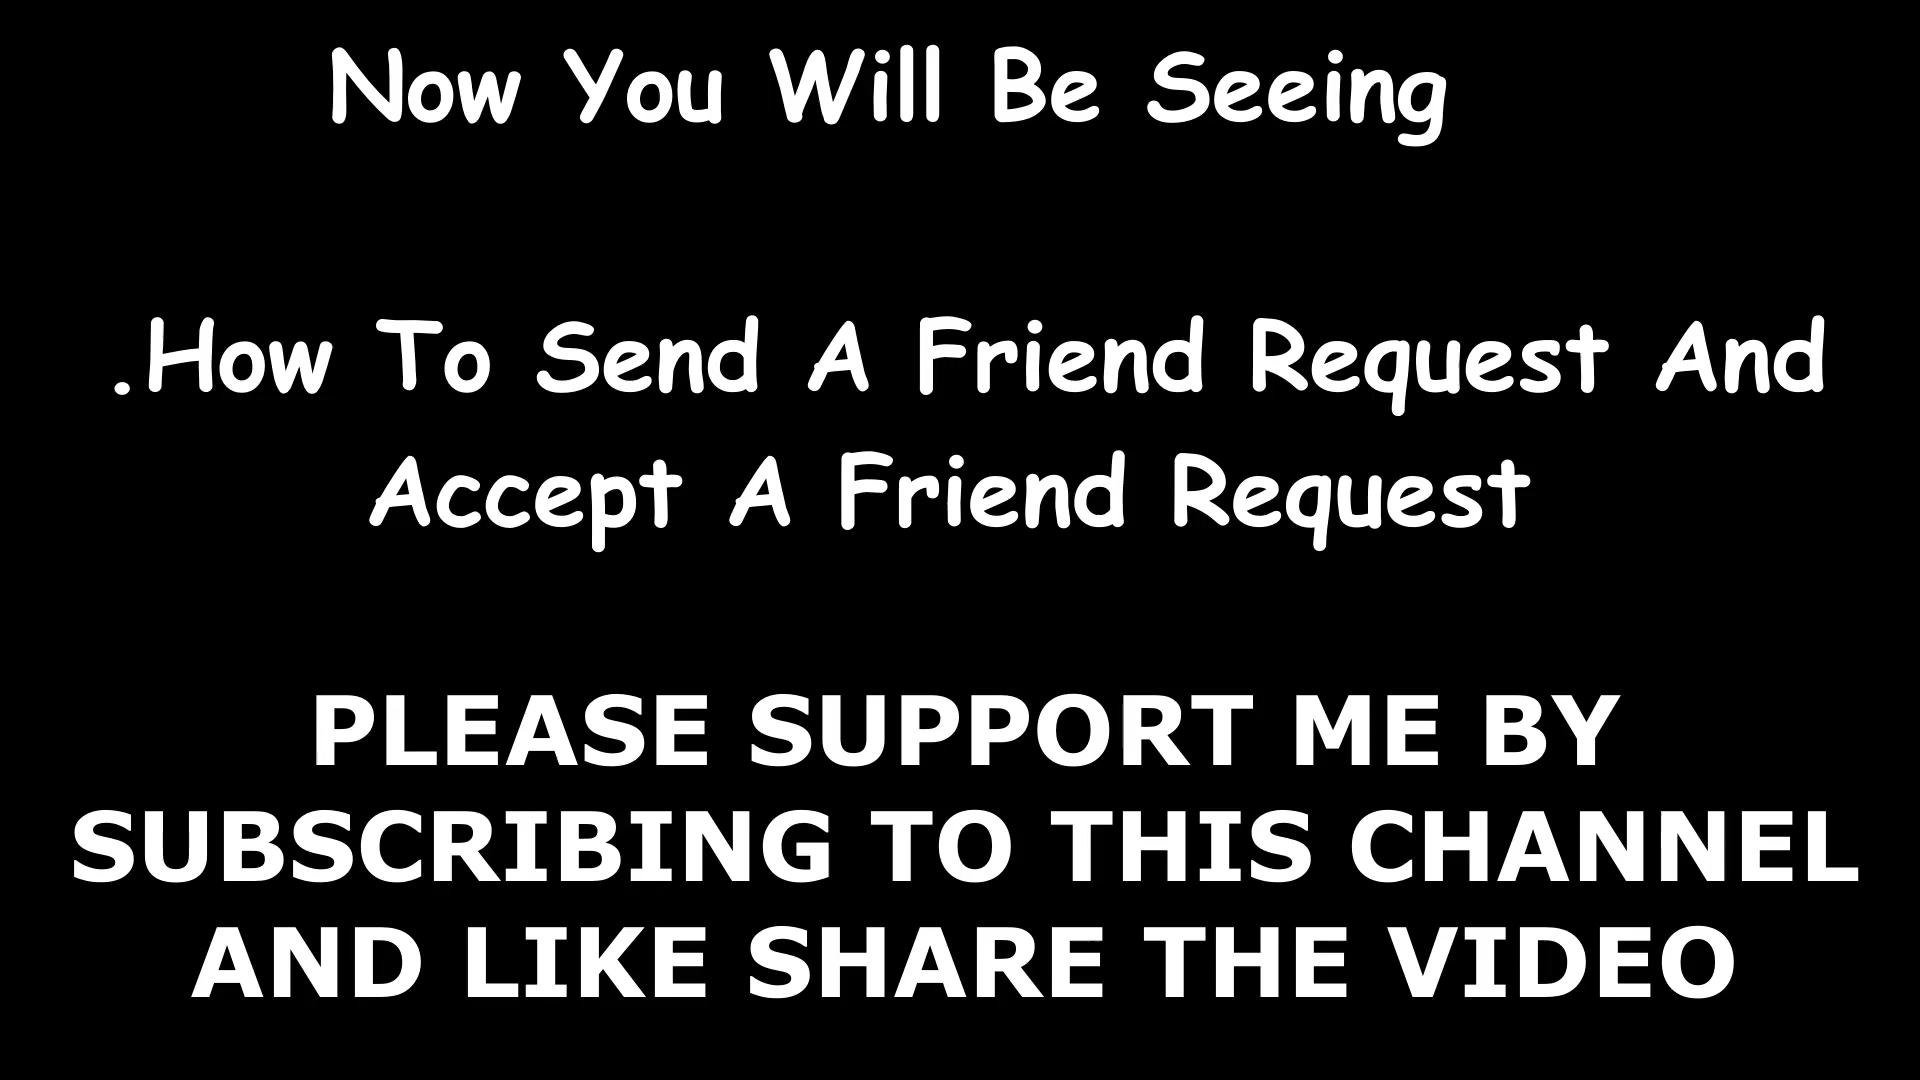 Now You Will Be Seeing
.How To Send A Friend Request And
Accept A Friend Request
PLEASE SUPPORT ME BY
SUBSCRIBING TO THIS CHANNEL
AND LIKE SHARE THE VIDEO